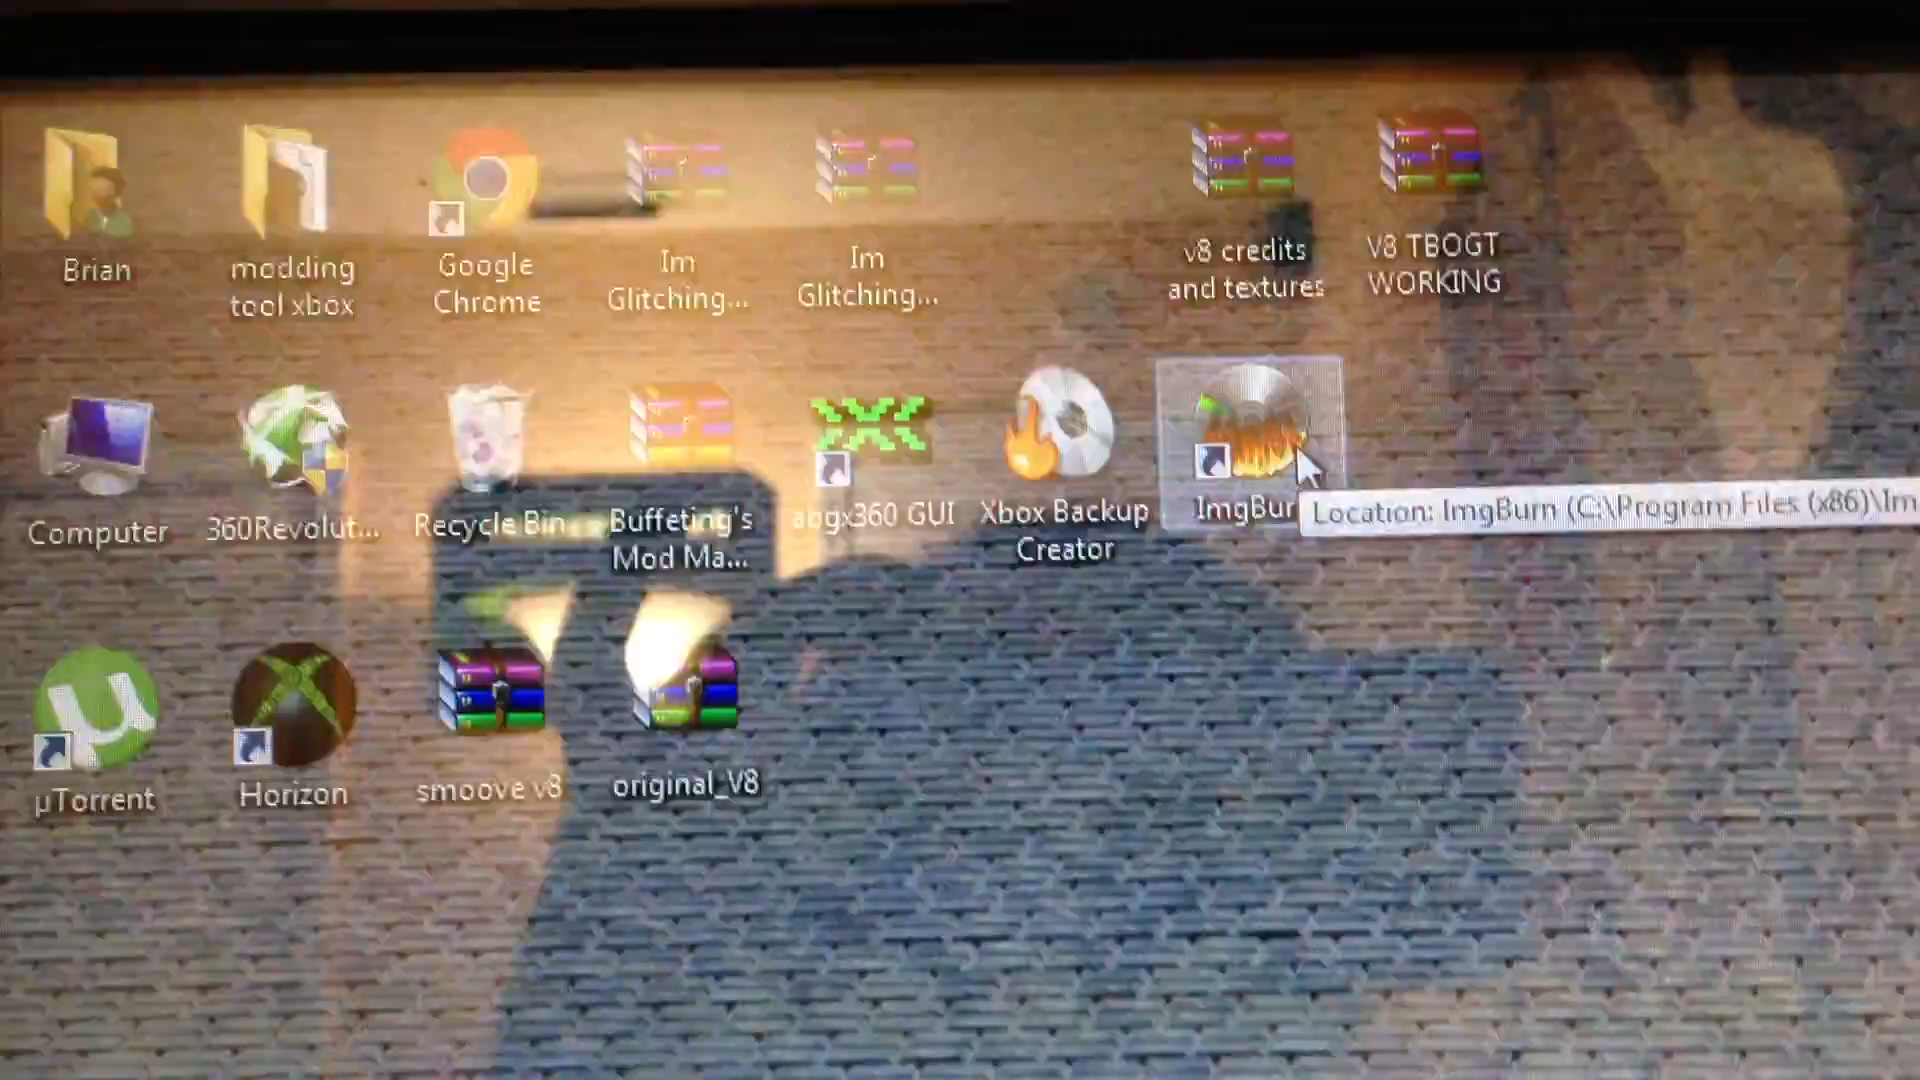 Brian
modding
tool xbox
Google
Chrome
Im
Glitching...
Im
Glitching...
v8 credits
and textures
V8 TBOGT
WORKING
Computer
360Revolut...
Recycle Bin
Buffeting's
Mod Ma...
abgx360 GUI
Xbox Backup
Creator
ImgBur
Location: ImgBurn (C:\Program Files (x86)\Im
µTorrent
Horizon
smoove v8
original_V8